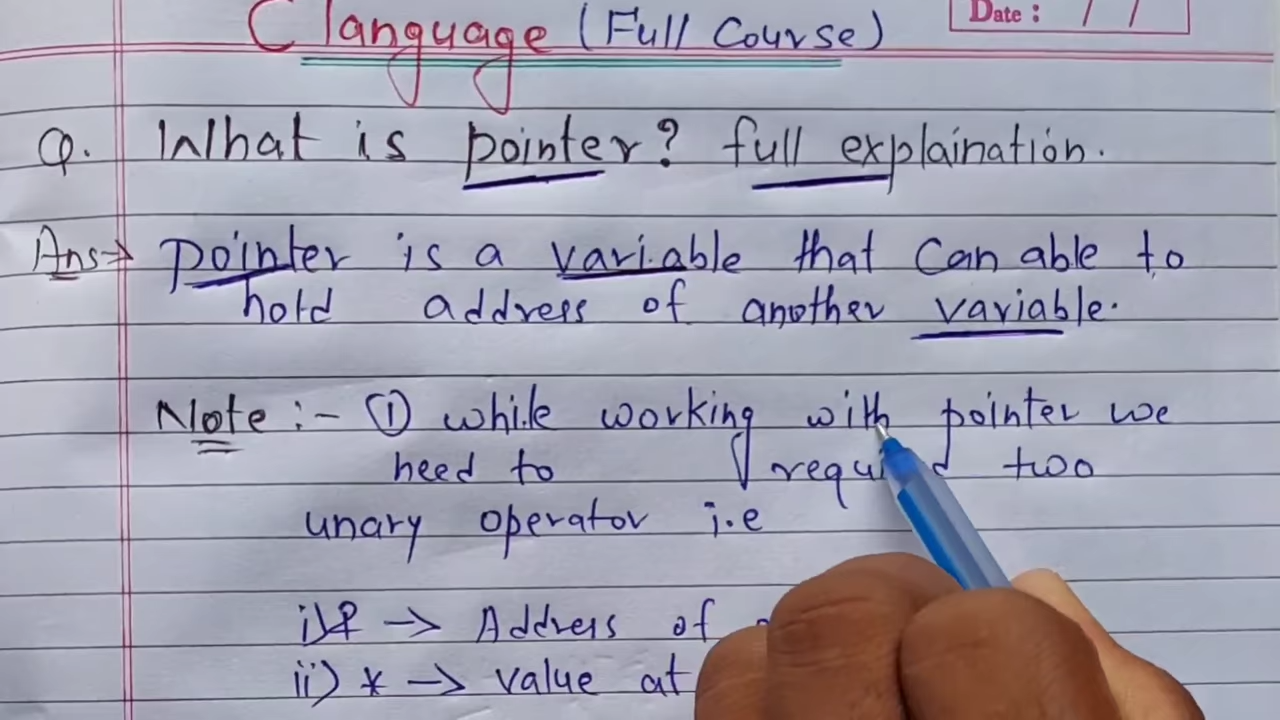 C language (Full Course)
Date : / /
Q. What is pointer? full explaination.
Ans→ pointer is a variable that can able to
hold address of another variable.
Note :- ① while working with pointer we
need to required two
unary operator i.e
i) & → Address of
ii) * → value at